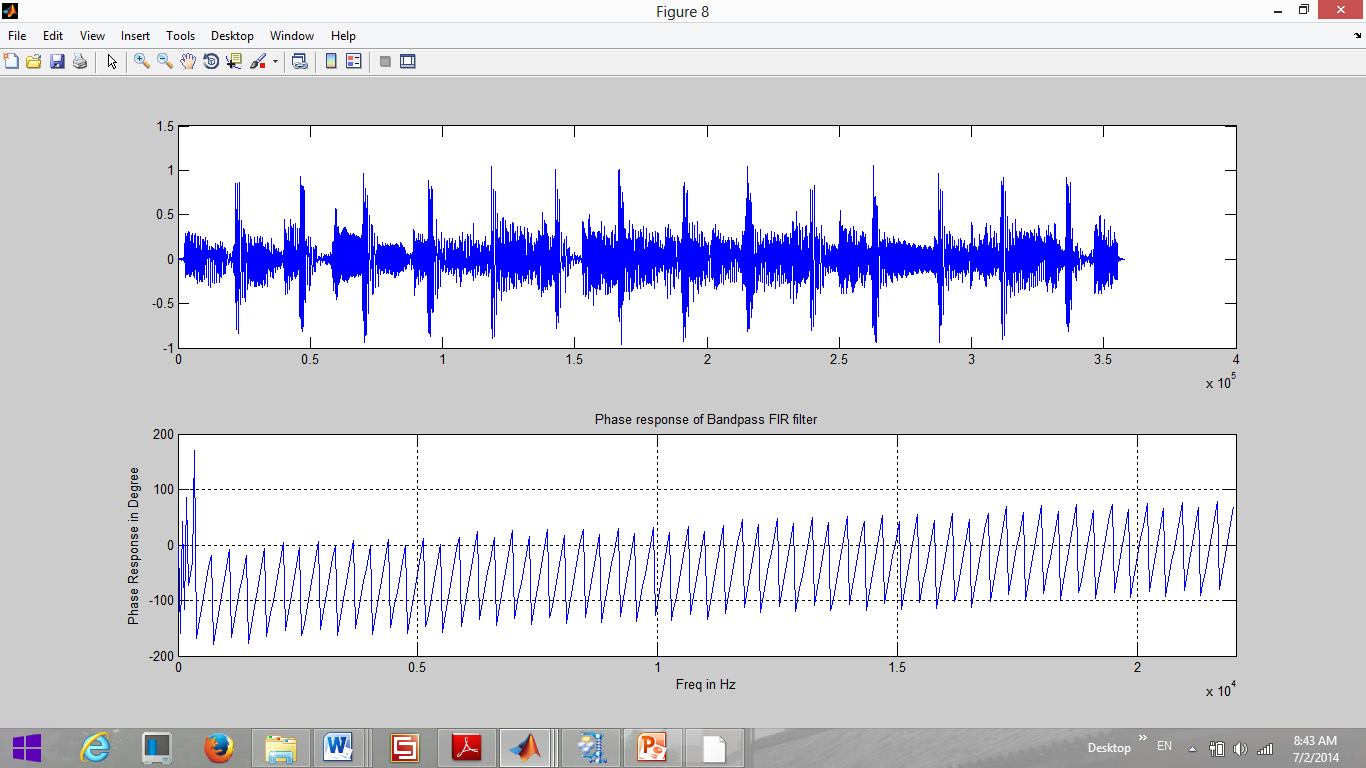 Figure 8
File Edit View Insert Tools Desktop Window Help
1.5
1
0.5
0
-0.5
-1
0 0.5 1 1.5 2 2.5 3 3.5 4
x 10^5
Phase response of Bandpass FIR filter
Phase Response in Degree
200
100
0
-100
-200
0 0.5 1 1.5 2
Freq in Hz
x 10^4
Desktop » EN 8:43 AM
7/2/2014